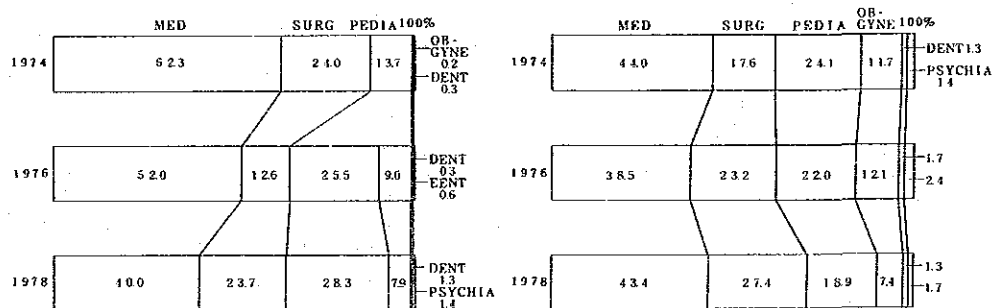 MED SURG PEDIA 100%
1974 62.3 24.0 13.7 OB-GYNE 0.2 DENT 0.3
1976 52.0 12.6 25.5 9.0 DENT 0.3 EENT 0.6
1978 40.0 23.7 28.3 7.9 DENT 1.3 PSYCHIA 1.4
MED SURG PEDIA OB-GYNE 100%
1974 44.0 17.6 24.1 11.7 DENT 1.3 PSYCHIA 1.4
1976 38.5 23.2 22.0 12.1 1.7 2.4
1978 43.4 27.4 18.9 7.4 1.3 1.7